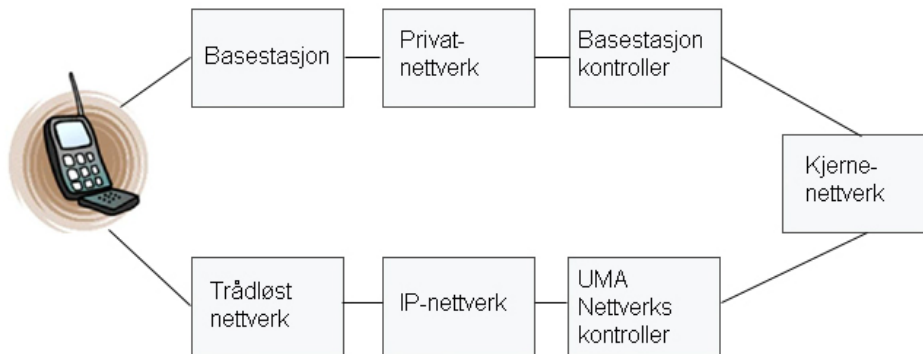 Basestasjon
Privat-
nettverk
Basestasjon
kontroller
Kjerne-
nettverk
Trådløst
nettverk
IP-nettverk
UMA
Nettverks
kontroller